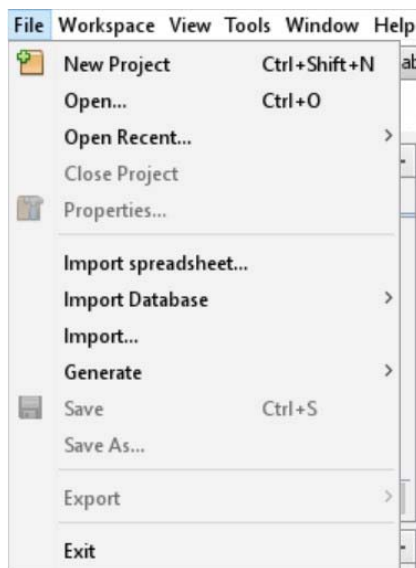 File Workspace View Tools Window Help
New Project Ctrl+Shift+N
Open... Ctrl+O
Open Recent...
Close Project
Properties...
Import spreadsheet...
Import Database
Import...
Generate
Save Ctrl+S
Save As...
Export
Exit